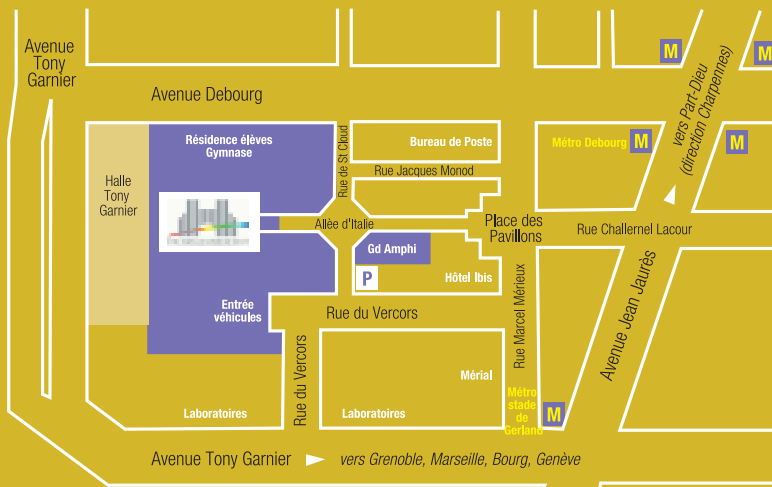 Avenue
Tony
Garnier
M
M
vers Part-Dieu
(direction Charpennes)
Avenue Debourg
Résidence élèves
Gymnase
Rue de St Cloud
Bureau de Poste
Métro Debourg M
M
Rue Jacques Monod
Halle
Tony
Garnier
Allée d'Italie
Place des
Pavillons
Rue Challernel Lacour
Gd Amphi
P
Hôtel Ibis
Entrée
véhicules
Rue du Vercors
Rue Marcel Mérieux
Avenue Jean Jaurès
Rue du Vercors
Mérial
Métro
stade
de
Gerland
M
Laboratoires
Laboratoires
Avenue Tony Garnier
vers Grenoble, Marseille, Bourg, Genève